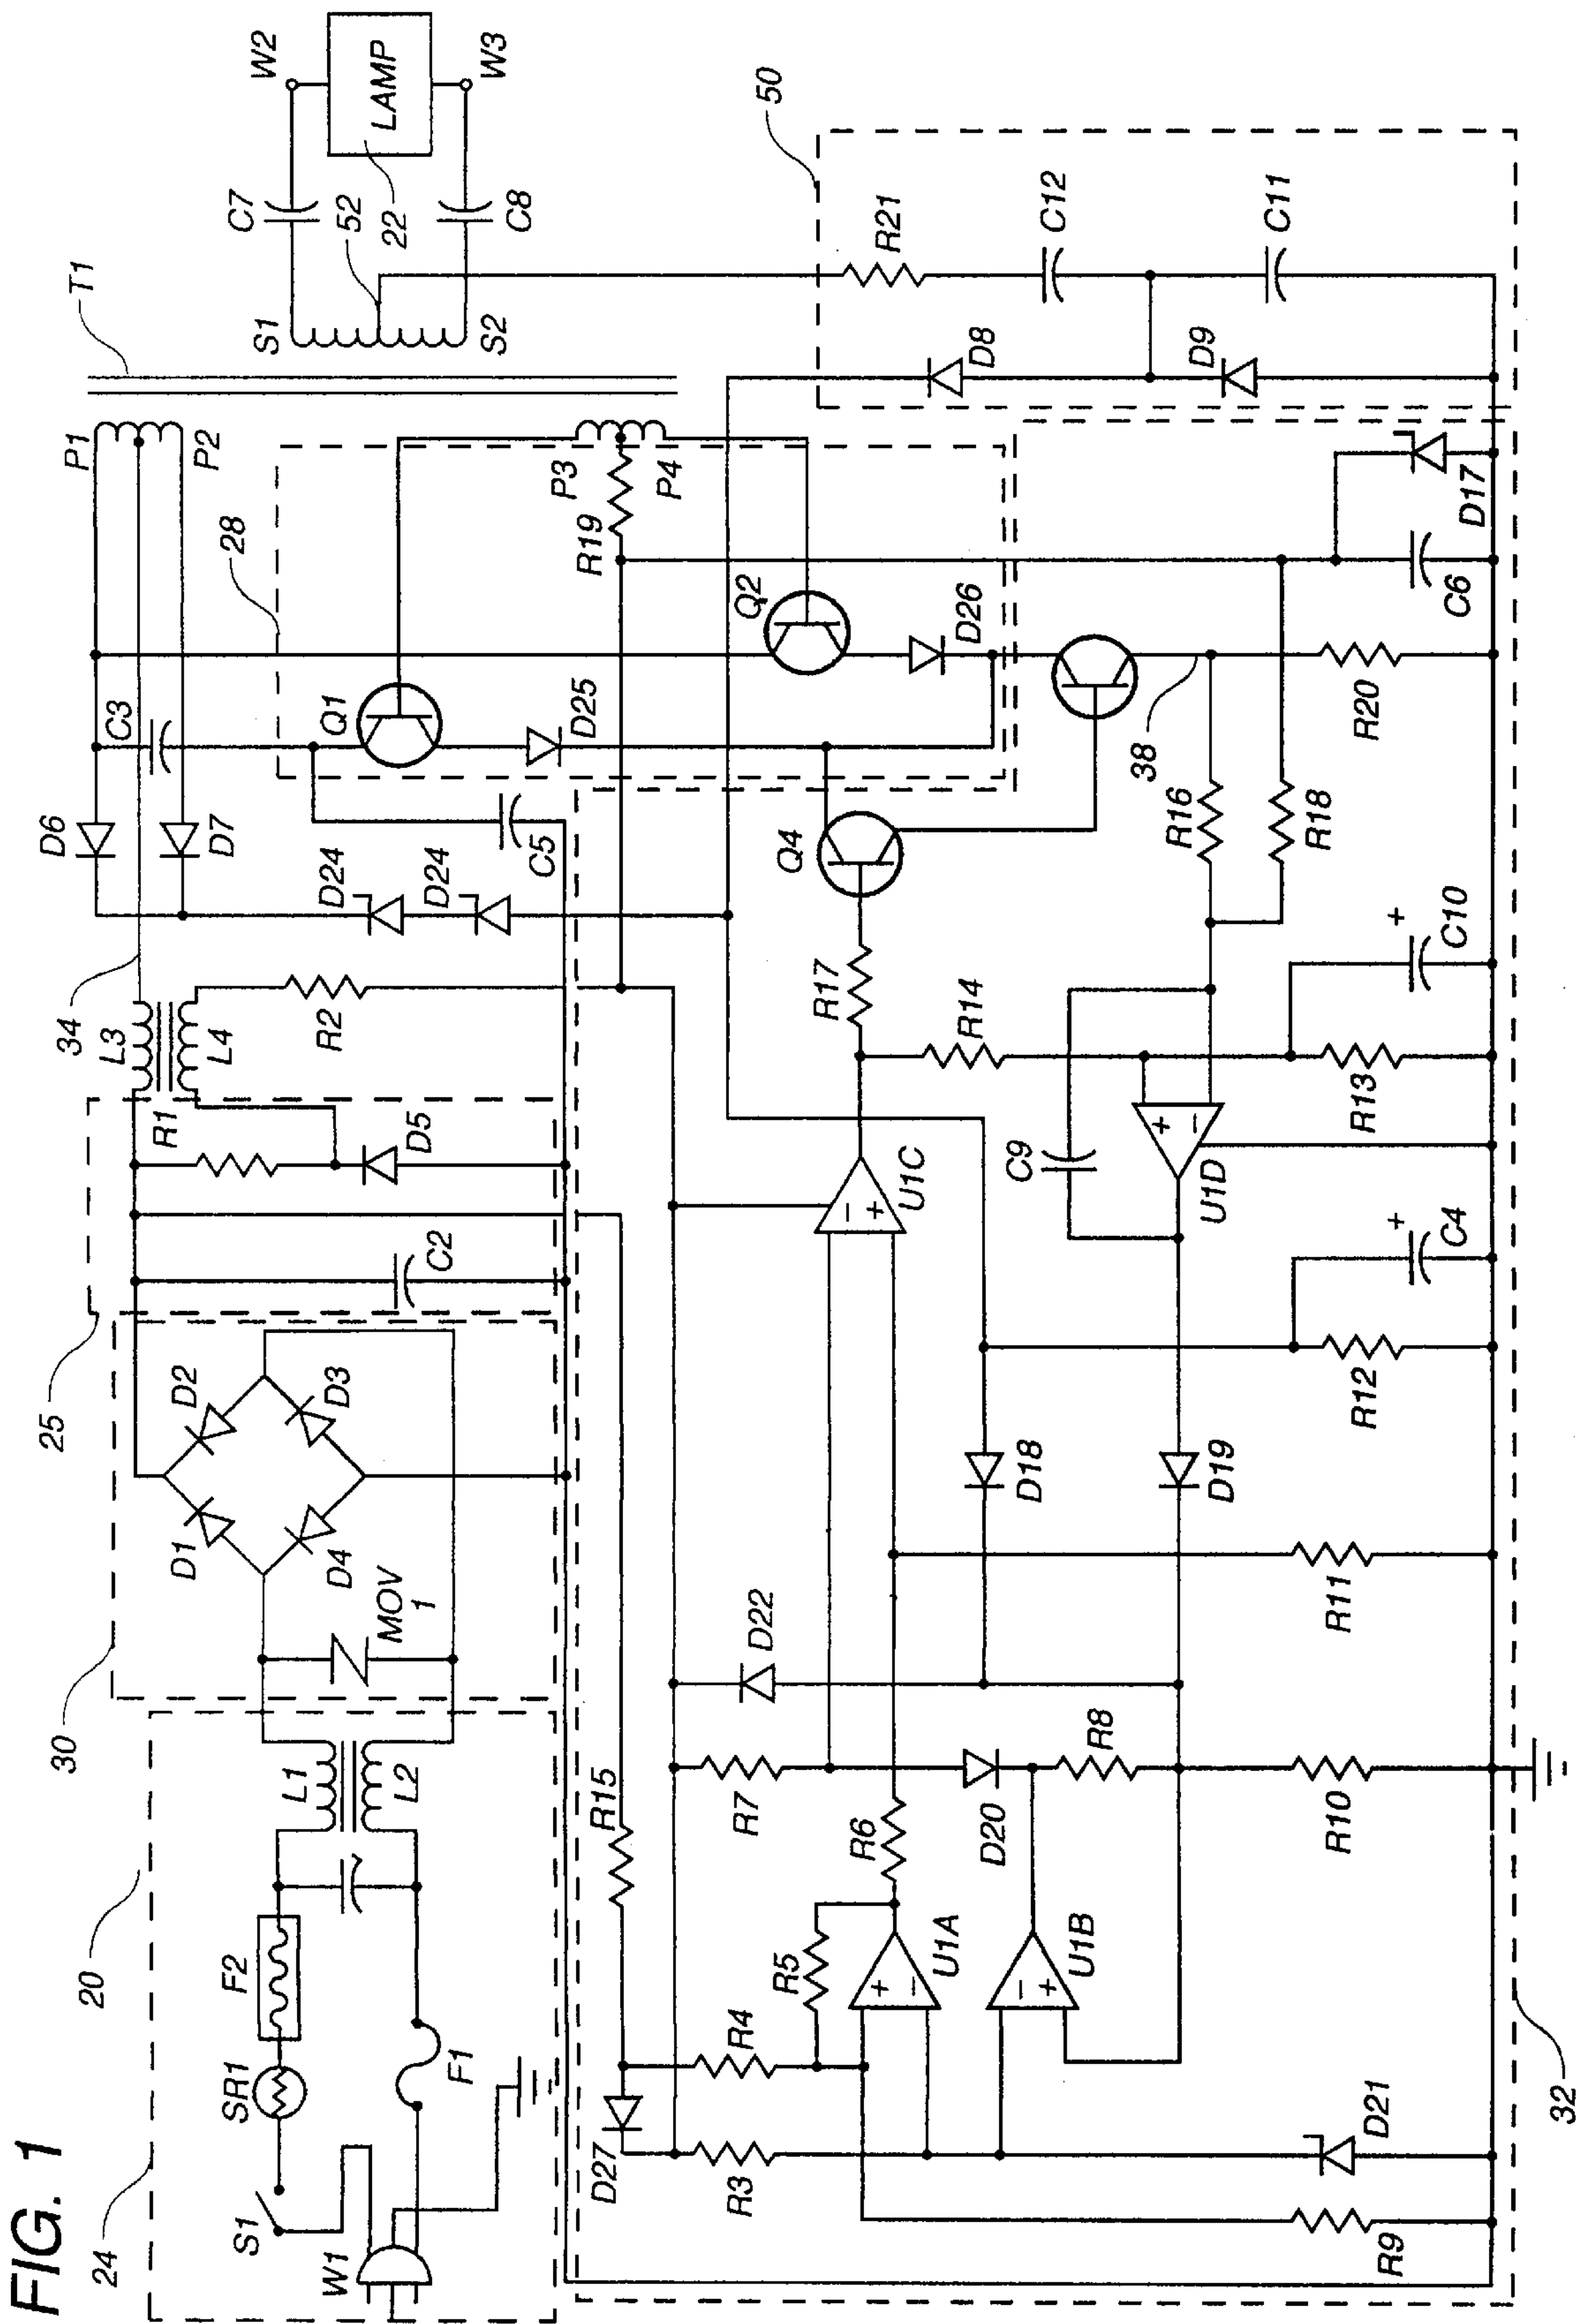 FIG. 1
24
20
S1
SR1
F2
W1
F1
L1
L2
30
MOV
1
D1
D2
D3
D4
25
C2
R1
D5
34
L3
L4
R2
D6
D7
D24
D24
C5
C3
P1
P2
T1
S1
S2
52
C7
C8
W2
W3
LAMP
22
28
Q1
D25
Q2
D26
P3
P4
R19
50
R21
C12
C11
D8
D9
D27
R15
R3
R4
R5
+
−
U1A
−
+
U1B
R6
R7
D20
R8
D22
R9
D21
R10
R11
D18
D19
R12
+
C4
−
+
U1C
C9
+
−
U1D
R13
R14
+
C10
R17
Q4
R16
R18
38
R20
C6
D17
32